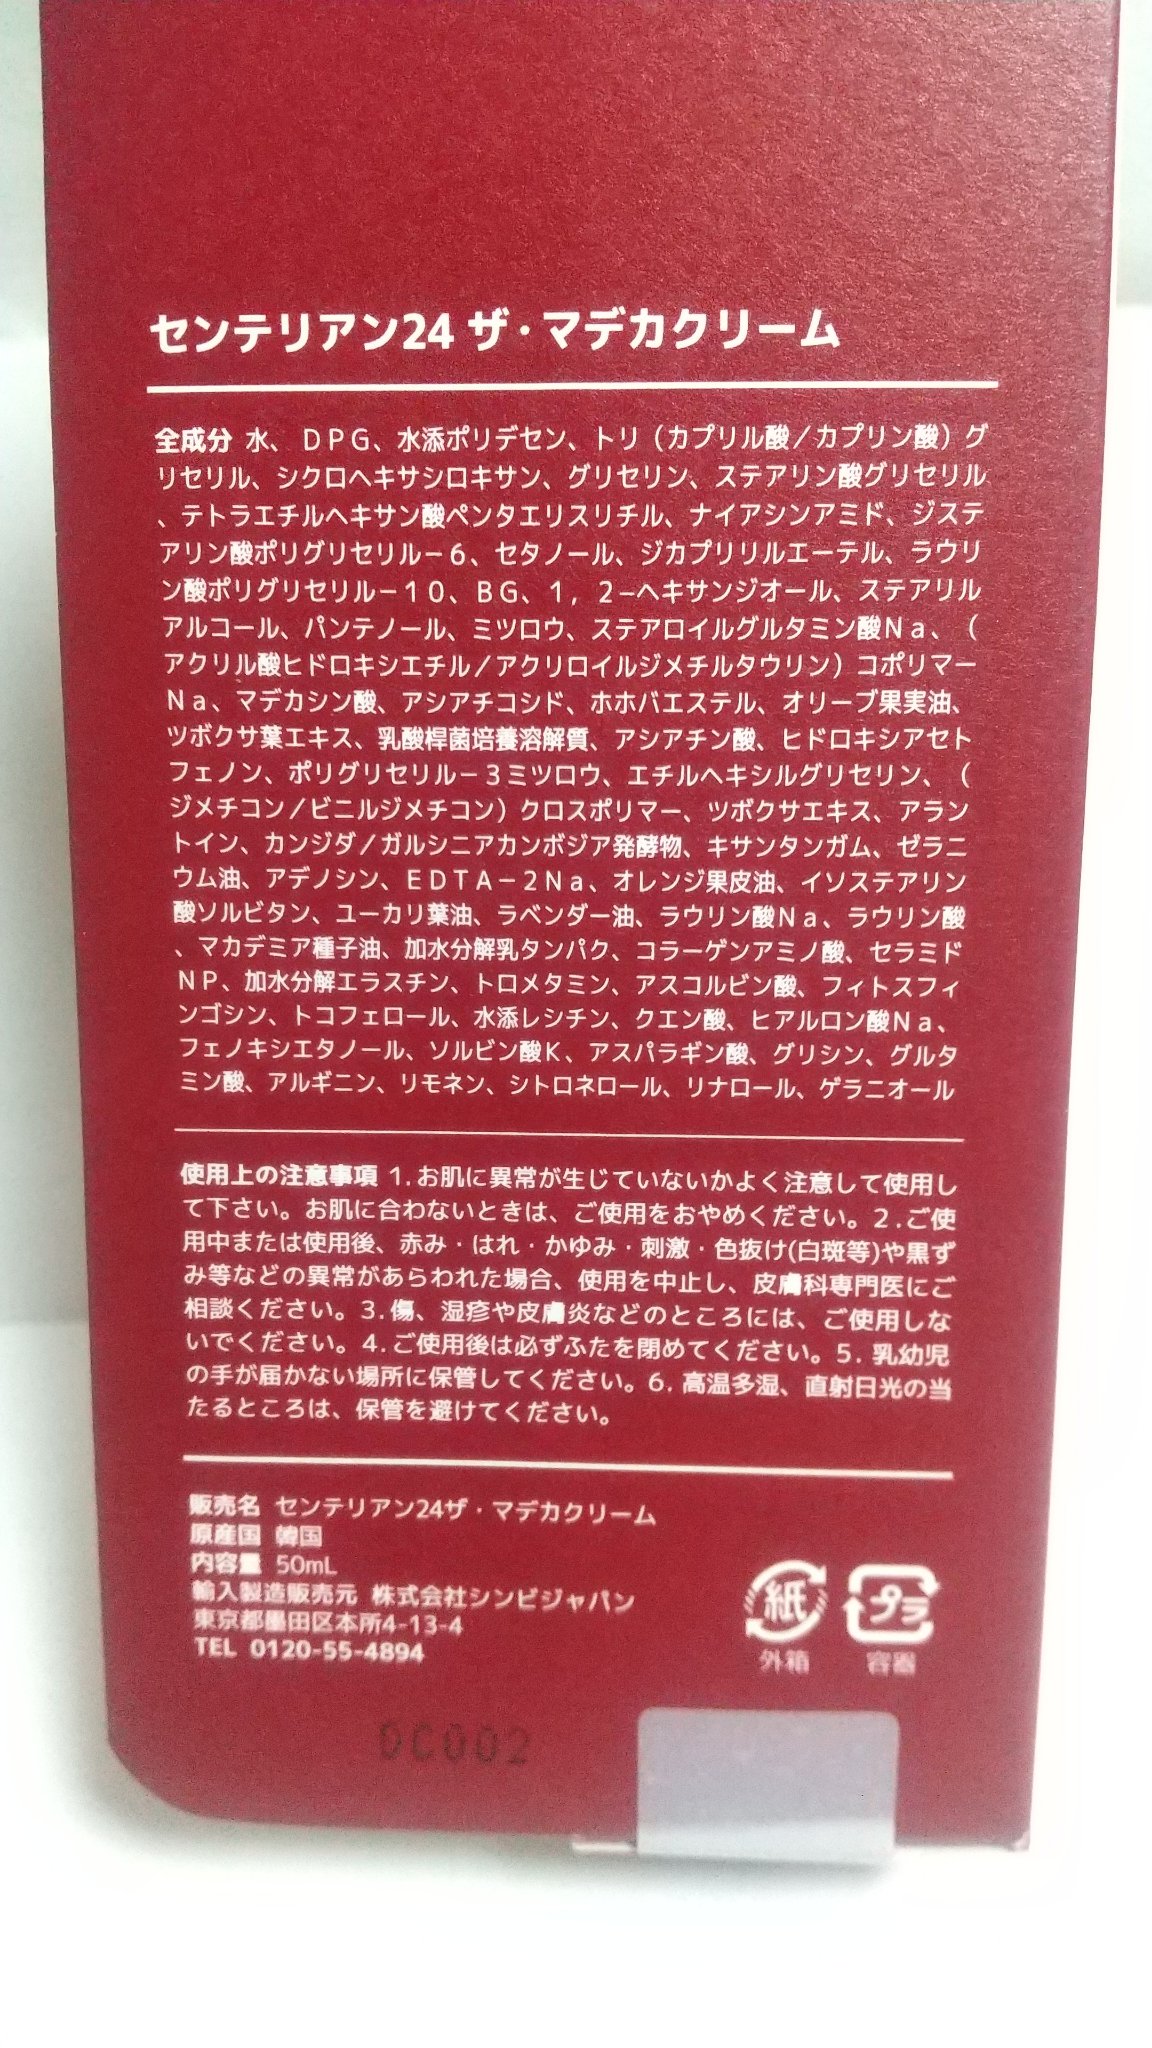 センテリアン24 ザ・マデカクリーム
全成分 水、ＤＰＧ、水添ポリデセン、トリ（カプリル酸／カプリン酸）グ
リセリル、シクロヘキサシロキサン、グリセリン、ステアリン酸グリセリル
、テトラエチルヘキサン酸ペンタエリスリチル、ナイアシンアミド、ジステ
アリン酸ポリグリセリル－６、セタノール、ジカプリリルエーテル、ラウリ
ン酸ポリグリセリル－１０、ＢＧ、１，２–ヘキサンジオール、ステアリル
アルコール、パンテノール、ミツロウ、ステアロイルグルタミン酸Ｎａ、（
アクリル酸ヒドロキシエチル／アクリロイルジメチルタウリン）コポリマー
Ｎａ、マデカシン酸、アシアチコシド、ホホバエステル、オリーブ果実油、
ツボクサ葉エキス、乳酸桿菌培養溶解質、アシアチン酸、ヒドロキシアセト
フェノン、ポリグリセリル－３ミツロウ、エチルヘキシルグリセリン、（
ジメチコン／ビニルジメチコン）クロスポリマー、ツボクサエキス、アラン
トイン、カンジダ／ガルシニアカンボジア発酵物、キサンタンガム、ゼラニ
ウム油、アデノシン、ＥＤＴＡ－２Ｎａ、オレンジ果皮油、イソステアリン
酸ソルビタン、ユーカリ葉油、ラベンダー油、ラウリン酸Ｎａ、ラウリン酸
、マカデミア種子油、加水分解乳タンパク、コラーゲンアミノ酸、セラミド
ＮＰ、加水分解エラスチン、トロメタミン、アスコルビン酸、フィトスフィ
ンゴシン、トコフェロール、水添レシチン、クエン酸、ヒアルロン酸Ｎａ、
フェノキシエタノール、ソルビン酸Ｋ、アスパラギン酸、グリシン、グルタ
ミン酸、アルギニン、リモネン、シトロネロール、リナロール、ゲラニオール
使用上の注意事項 1.お肌に異常が生じていないかよく注意して使用し
て下さい。お肌に合わないときは、ご使用をおやめください。2.ご使
用中または使用後、赤み・はれ・かゆみ・刺激・色抜け(白斑等)や黒ず
み等などの異常があらわれた場合、使用を中止し、皮膚科専門医にご
相談ください。3.傷、湿疹や皮膚炎などのところには、ご使用しな
いでください。4.ご使用後は必ずふたを閉めてください。5. 乳幼児
の手が届かない場所に保管してください。6. 高温多湿、直射日光の当
たるところは、保管を避けてください。
販売名 センテリアン24ザ・マデカクリーム
原産国 韓国
内容量 50mL
輸入製造販売元 株式会社シンビジャパン
東京都墨田区本所4-13-4
TEL 0120-55-4894
紙 プラ
外箱 容器
DC002